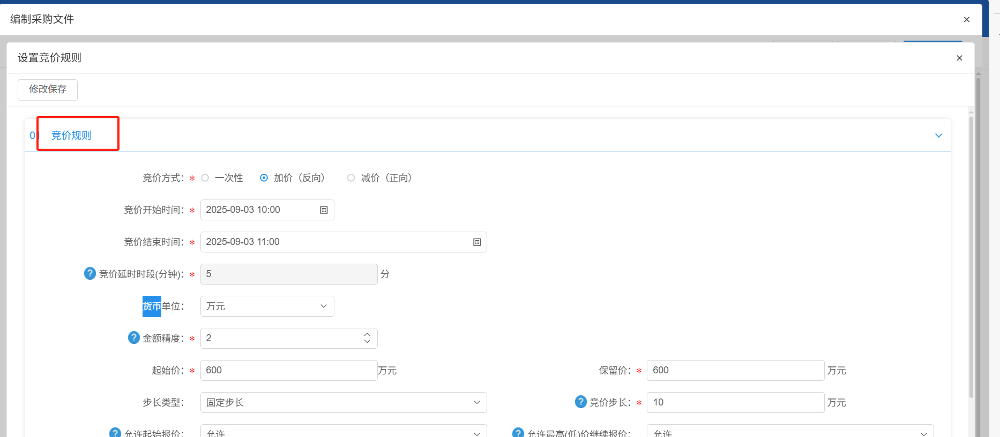 编制采购文件
设置竞价规则
修改保存
01 竞价规则
竞价方式：* 一次性 加价（反向） 减价（正向）
竞价开始时间：* 2025-09-03 10:00
竞价结束时间：* 2025-09-03 11:00
竞价延时时段(分钟)：* 5 分
货币单位： 万元
金额精度：* 2
起始价：* 600 万元 保留价：* 600 万元
步长类型： 固定步长 竞价步长：* 10 万元
允许起始报价： 允许 允许最高(低)价继续报价： 允许